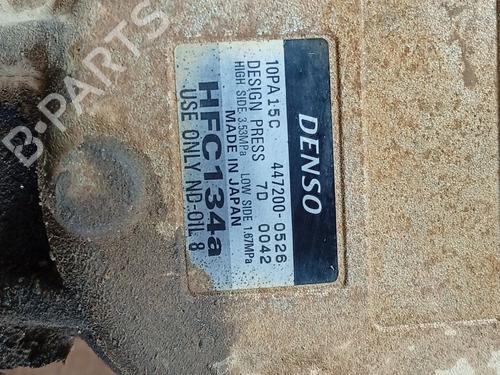 DENSO
10PA15C 447200-0526
DESIGN PRESS 7D 0042
HIGH SIDE 3.53MPa LOW SIDE 1.67MPa
MADE IN JAPAN
HFC134a
USE ONLY ND-OIL 8
B-PARTS